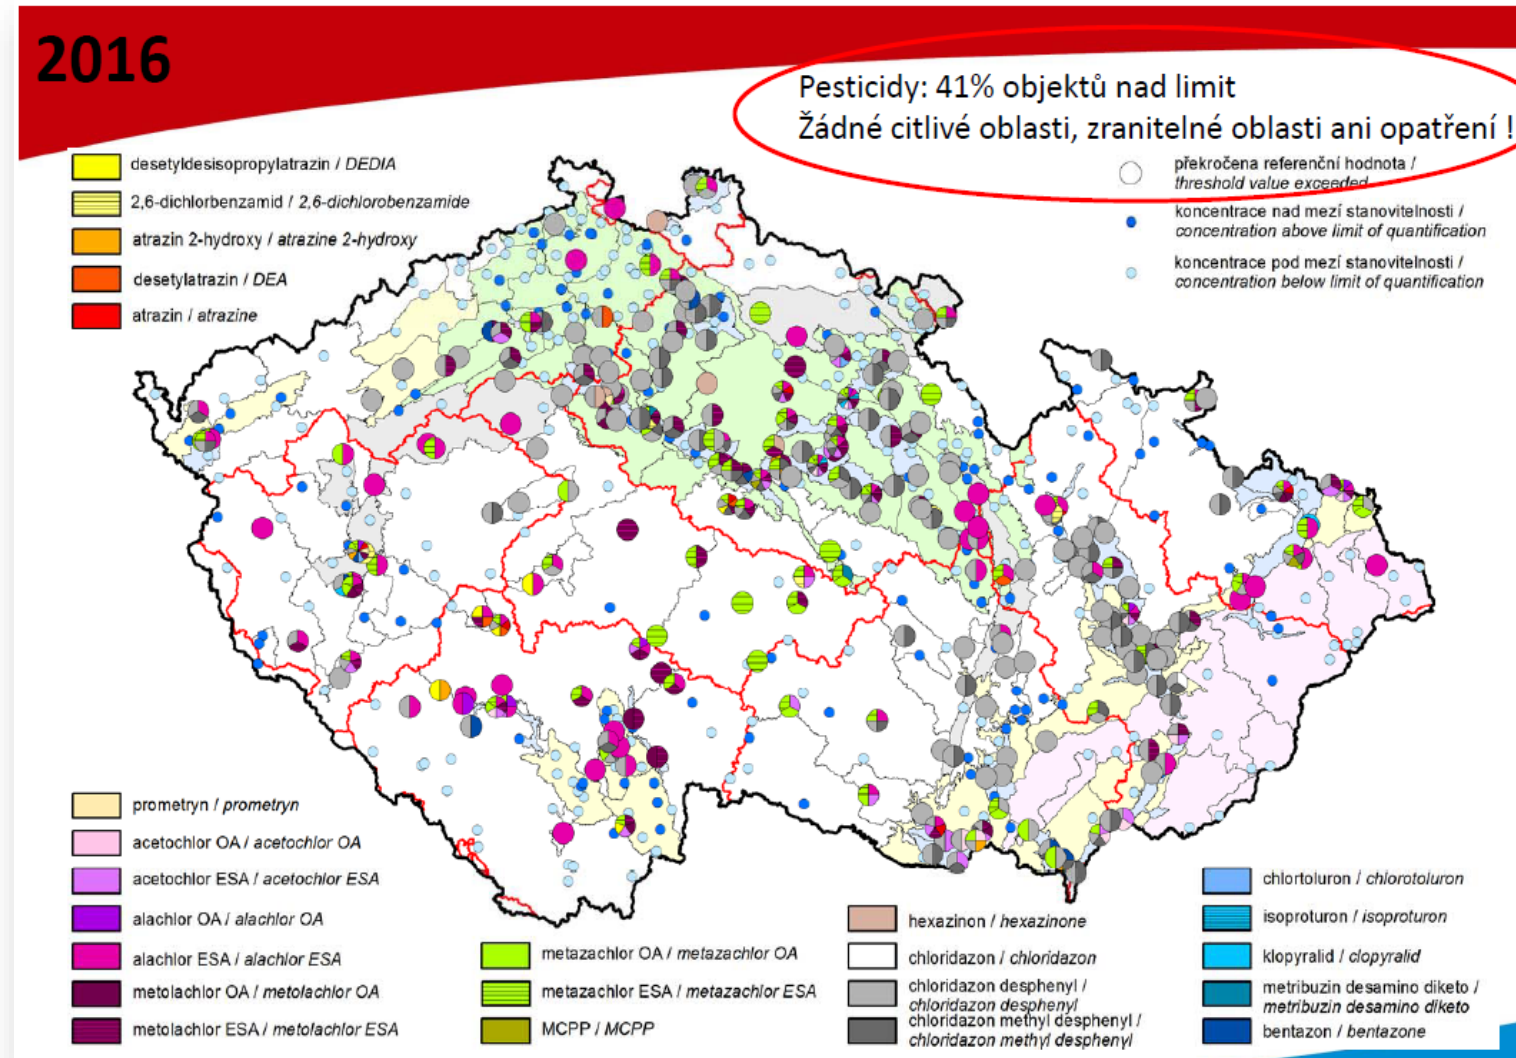 2016
Pesticidy: 41% objektů nad limit
Žádné citlivé oblasti, zranitelné oblasti ani opatření !
desetyldesisopropylatrazin / DEDIA
2,6-dichlorbenzamid / 2,6-dichlorobenzamide
atrazin 2-hydroxy / atrazine 2-hydroxy
desetylatrazin / DEA
atrazin / atrazine
překročena referenční hodnota /
threshold value exceeded
koncentrace nad mezí stanovitelnosti /
concentration above limit of quantification
koncentrace pod mezí stanovitelnosti /
concentration below limit of quantification
prometryn / prometryn
acetochlor OA / acetochlor OA
acetochlor ESA / acetochlor ESA
alachlor OA / alachlor OA
alachlor ESA / alachlor ESA
metolachlor OA / metolachlor OA
metolachlor ESA / metolachlor ESA
metazachlor OA / metazachlor OA
metazachlor ESA / metazachlor ESA
MCPP / MCPP
hexazinon / hexazinone
chloridazon / chloridazon
chloridazon desphenyl /
chloridazon desphenyl
chloridazon methyl desphenyl /
chloridazon methyl desphenyl
chlortoluron / chlorotoluron
isoproturon / isoproturon
klopyralid / clopyralid
metribuzin desamino diketo /
metribuzin desamino diketo
bentazon / bentazone